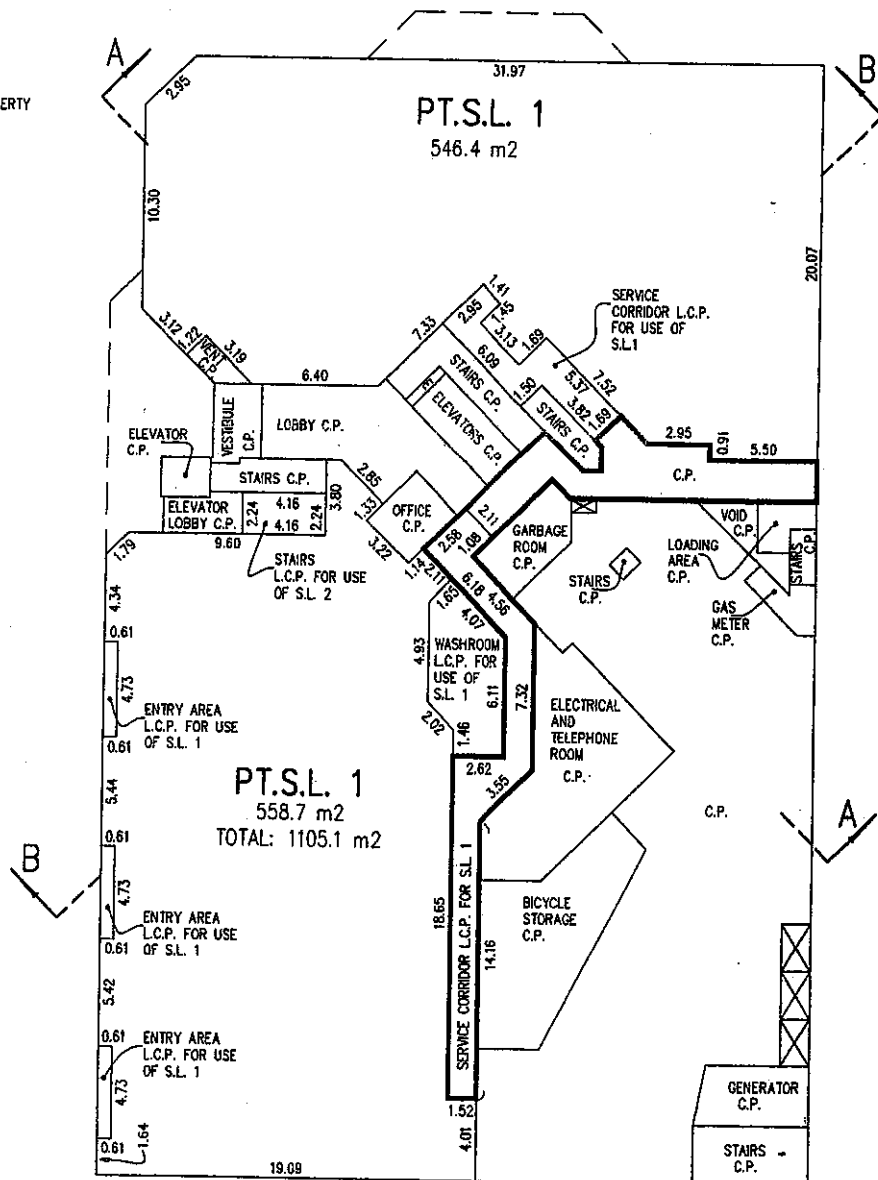 A
ERTY
2.95
31.97
B
PT.S.L. 1
546.4 m2
10.30
20.07
3.12
1.52
VENT
C.P.
3.19
7.33
2.95
1.41
1.45
3.13
1.69
SERVICE
CORRIDOR L.C.P.
FOR USE OF
S.L.1
6.40
6.09
STAIRS C.P.
1.50
5.37
7.52
STAIRS C.P.
3.82
1.69
ELEVATORS C.P.
VESTIBULE
C.P.
LOBBY C.P.
2.95
0.91
5.50
C.P.
ELEVATOR
C.P.
STAIRS C.P.
2.85
1.33
3.80
OFFICE
C.P.
ELEVATOR
LOBBY C.P.
2.24
4.16
4.16
2.24
1.79
9.60
STAIRS
L.C.P. FOR USE
OF S.L. 2
3.22
1.14
2.11
2.58
1.08
2.11
GARBAGE
ROOM
C.P.
STAIRS
C.P.
VOID
C.P.
LOADING
AREA
C.P.
STAIRS
C.P.
GAS
METER
C.P.
1.65
6.18
4.56
4.07
4.34
0.61
4.73
0.61
ENTRY AREA
L.C.P. FOR USE
OF S.L. 1
4.93
WASHROOM
L.C.P. FOR
USE OF
S.L. 1
6.11
7.32
2.02
1.46
2.62
3.55
ELECTRICAL
AND
TELEPHONE
ROOM
C.P.
5.44
PT.S.L. 1
558.7 m2
TOTAL: 1105.1 m2
C.P.
A
B
0.61
4.73
0.61
ENTRY AREA
L.C.P. FOR USE
OF S.L. 1
18.65
SERVICE CORRIDOR L.C.P. FOR S.L. 1
14.16
BICYCLE
STORAGE
C.P.
5.42
0.61
4.73
0.61
ENTRY AREA
L.C.P. FOR USE
OF S.L. 1
1.64
1.52
4.01
19.09
GENERATOR
C.P.
STAIRS
C.P.